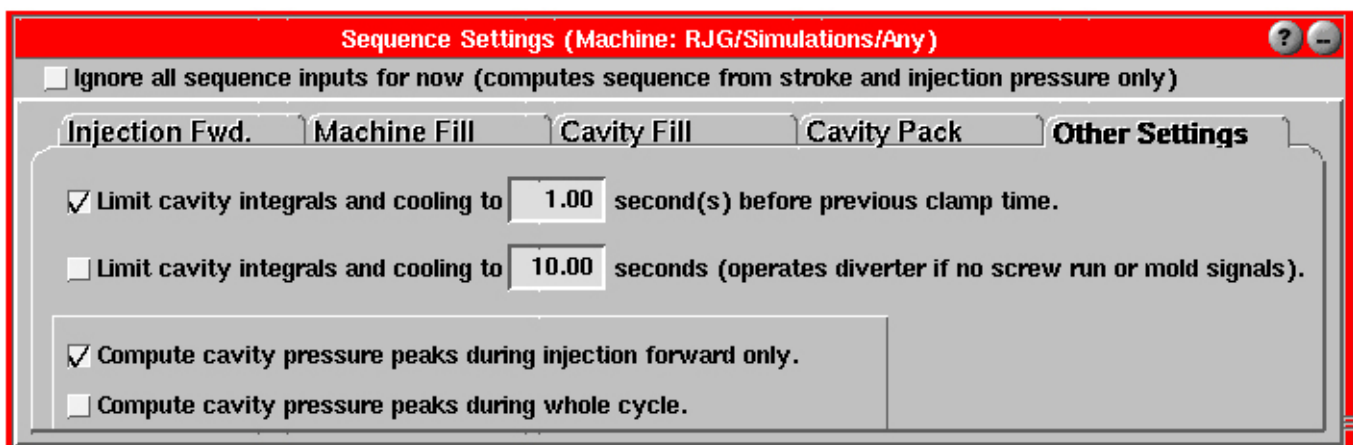 Sequence Settings (Machine: RJG/Simulations/Any)
?
Ignore all sequence inputs for now (computes sequence from stroke and injection pressure only)
Injection Fwd. Machine Fill Cavity Fill Cavity Pack Other Settings
Limit cavity integrals and cooling to 1.00 second(s) before previous clamp time.
Limit cavity integrals and cooling to 10.00 seconds (operates diverter if no screw run or mold signals).
Compute cavity pressure peaks during injection forward only.
Compute cavity pressure peaks during whole cycle.